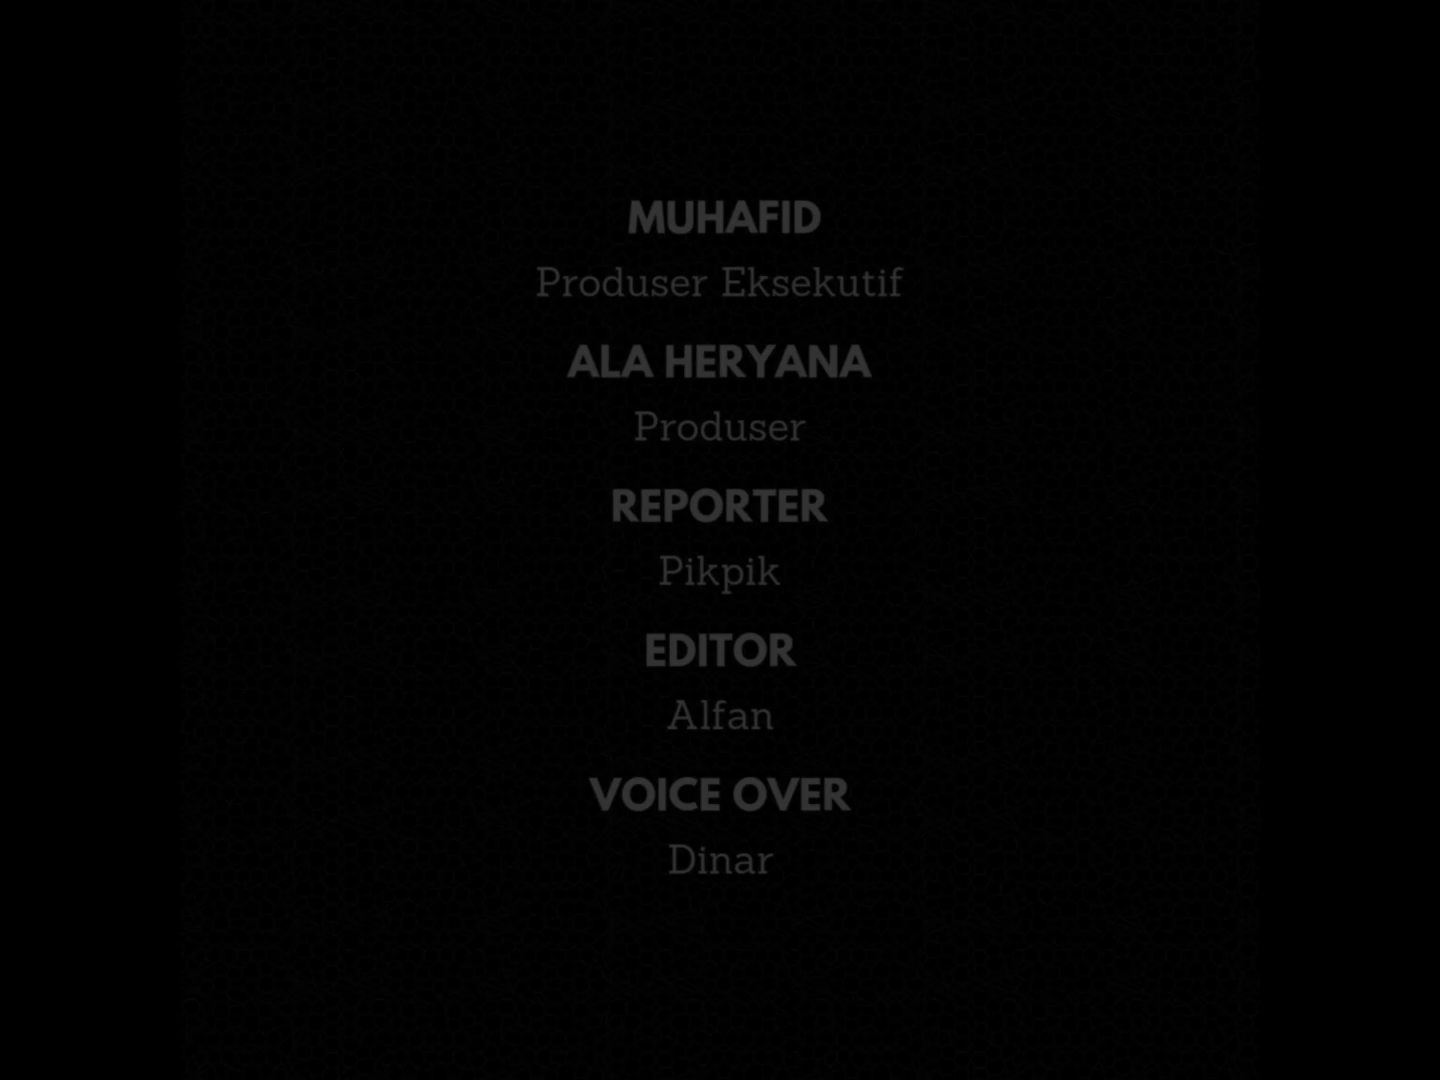 MUHAFID
Produser Eksekutif
ALA HERYANA
Produser
REPORTER
Pikpik
EDITOR
Alfan
VOICE OVER
Dinar